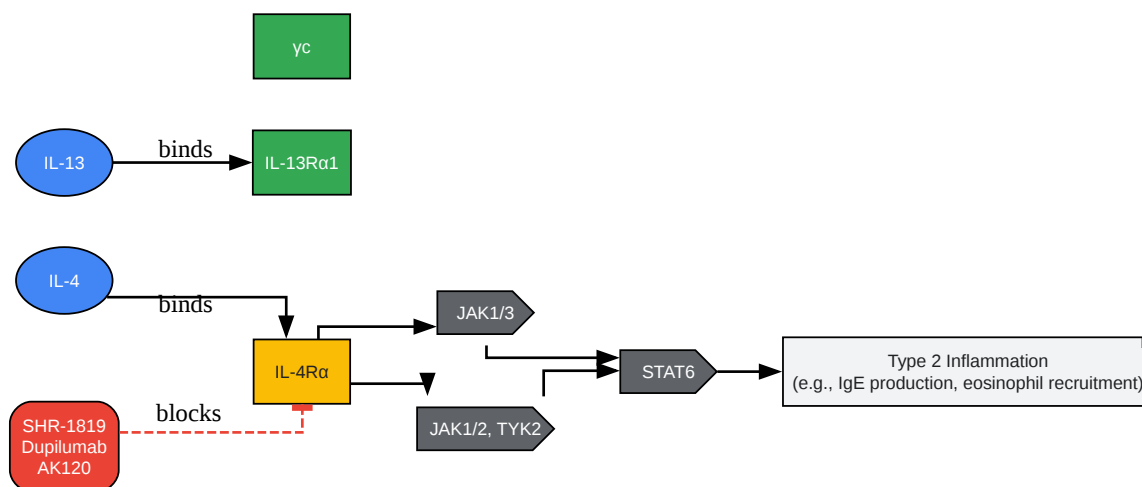 γc
IL-13
binds
IL-13Rα1
IL-4
binds
JAK1/3
IL-4Rα
STAT6
Type 2 Inflammation
(e.g., IgE production, eosinophil recruitment)
blocks
SHR-1819
Dupilumab
AK120
JAK1/2, TYK2